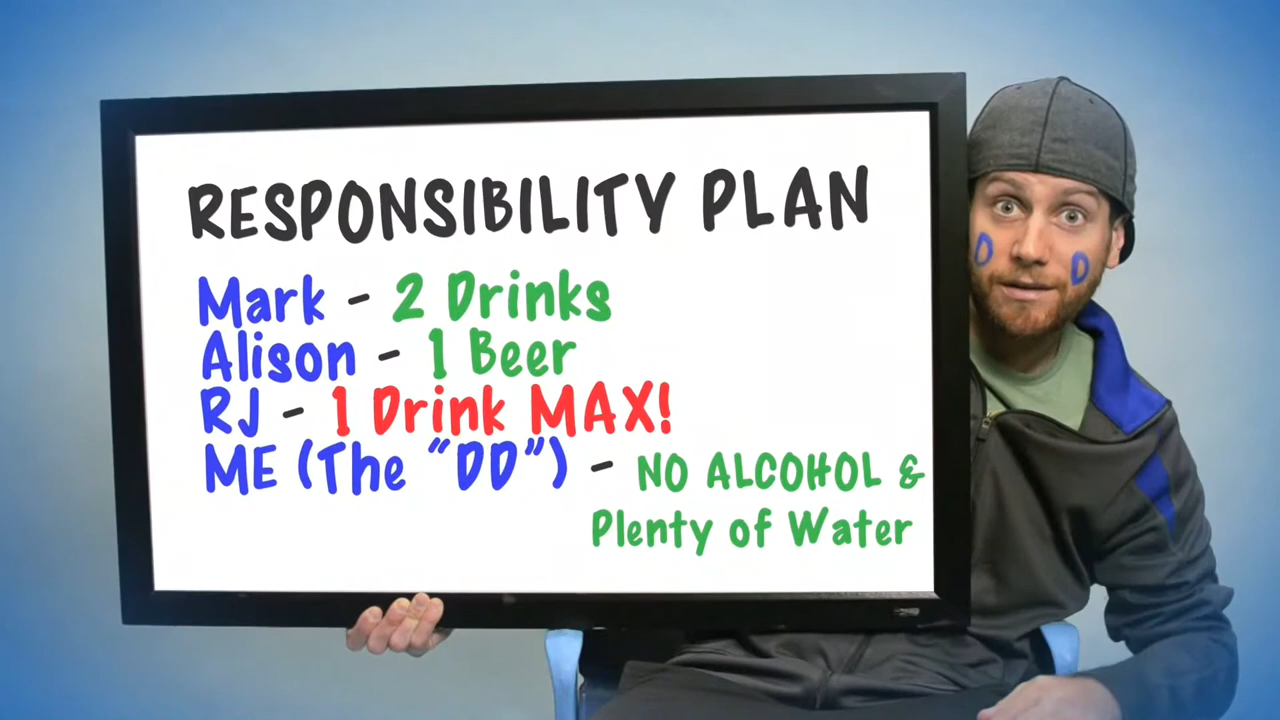 RESPONSIBILITY PLAN
Mark - 2 Drinks
Alison - 1 Beer
RJ - 1 Drink MAX!
ME (The “DD”) - NO ALCOHOL &
Plenty of Water
D D